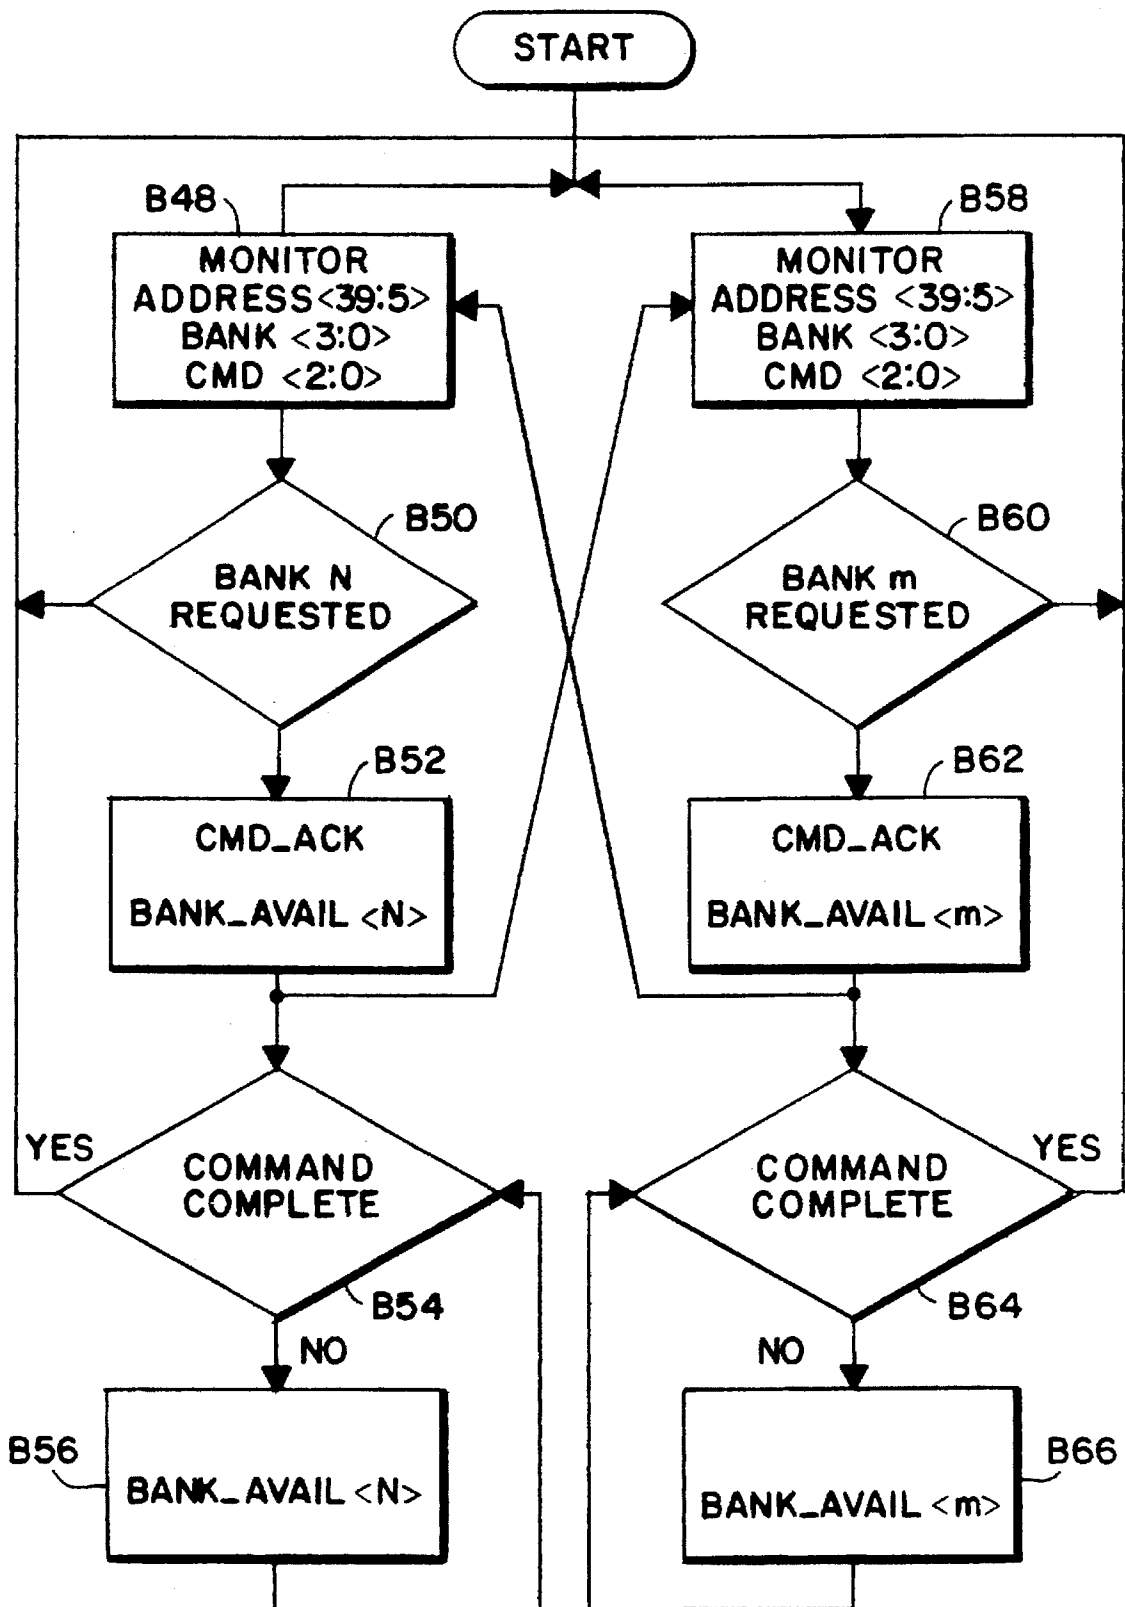 START
B48
MONITOR
ADDRESS<39:5>
BANK <3:0>
CMD <2:0>
B58
MONITOR
ADDRESS <39:5>
BANK <3:0>
CMD <2:0>
B50
BANK N
REQUESTED
B60
BANK m
REQUESTED
B52
CMD_ACK
BANK_AVAIL <N>
B62
CMD_ACK
BANK_AVAIL <m>
YES
COMMAND
COMPLETE
B54
NO
YES
COMMAND
COMPLETE
B64
NO
B56
BANK_AVAIL <N>
B66
BANK_AVAIL <m>